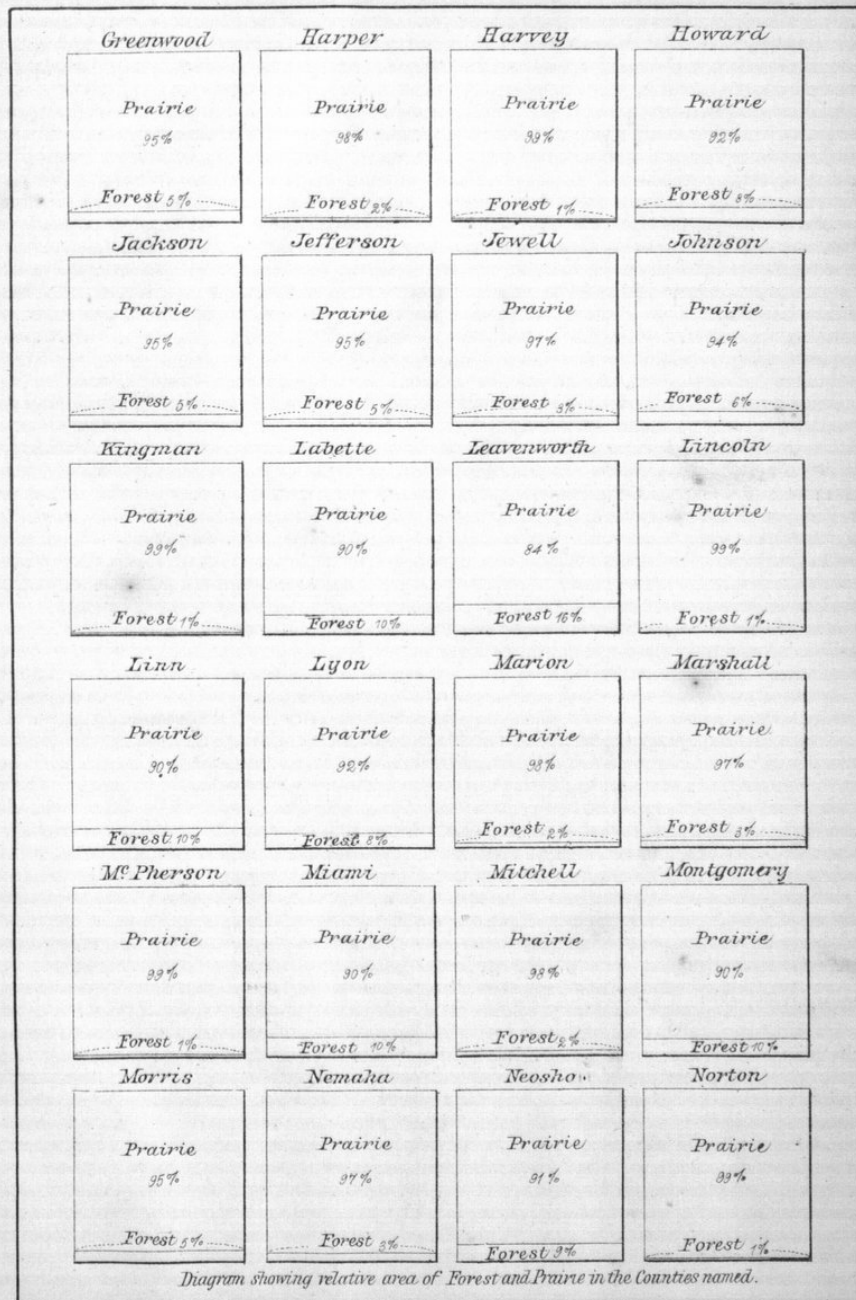 Greenwood Harper Harvey Howard
Prairie Prairie Prairie Prairie
95% 98% 99% 92%
Forest 5% Forest 2% Forest 1% Forest 8%
Jackson Jefferson Jewell Johnson
Prairie Prairie Prairie Prairie
95% 95% 97% 94%
Forest 5% Forest 5% Forest 3% Forest 6%
Kingman Labette Leavenworth Lincoln
Prairie Prairie Prairie Prairie
99% 90% 84% 99%
Forest 1% Forest 10% Forest 16% Forest 1%
Linn Lyon Marion Marshall
Prairie Prairie Prairie Prairie
90% 92% 98% 97%
Forest 10% Forest 8% Forest 2% Forest 3%
Mc Pherson Miami Mitchell Montgomery
Prairie Prairie Prairie Prairie
99% 90% 98% 90%
Forest 1% Forest 10% Forest 2% Forest 10%
Morris Nemaha Neosho Norton
Prairie Prairie Prairie Prairie
95% 97% 91% 99%
Forest 5% Forest 3% Forest 9% Forest 1%
Diagram showing relative area of Forest and Prairie in the Counties named.